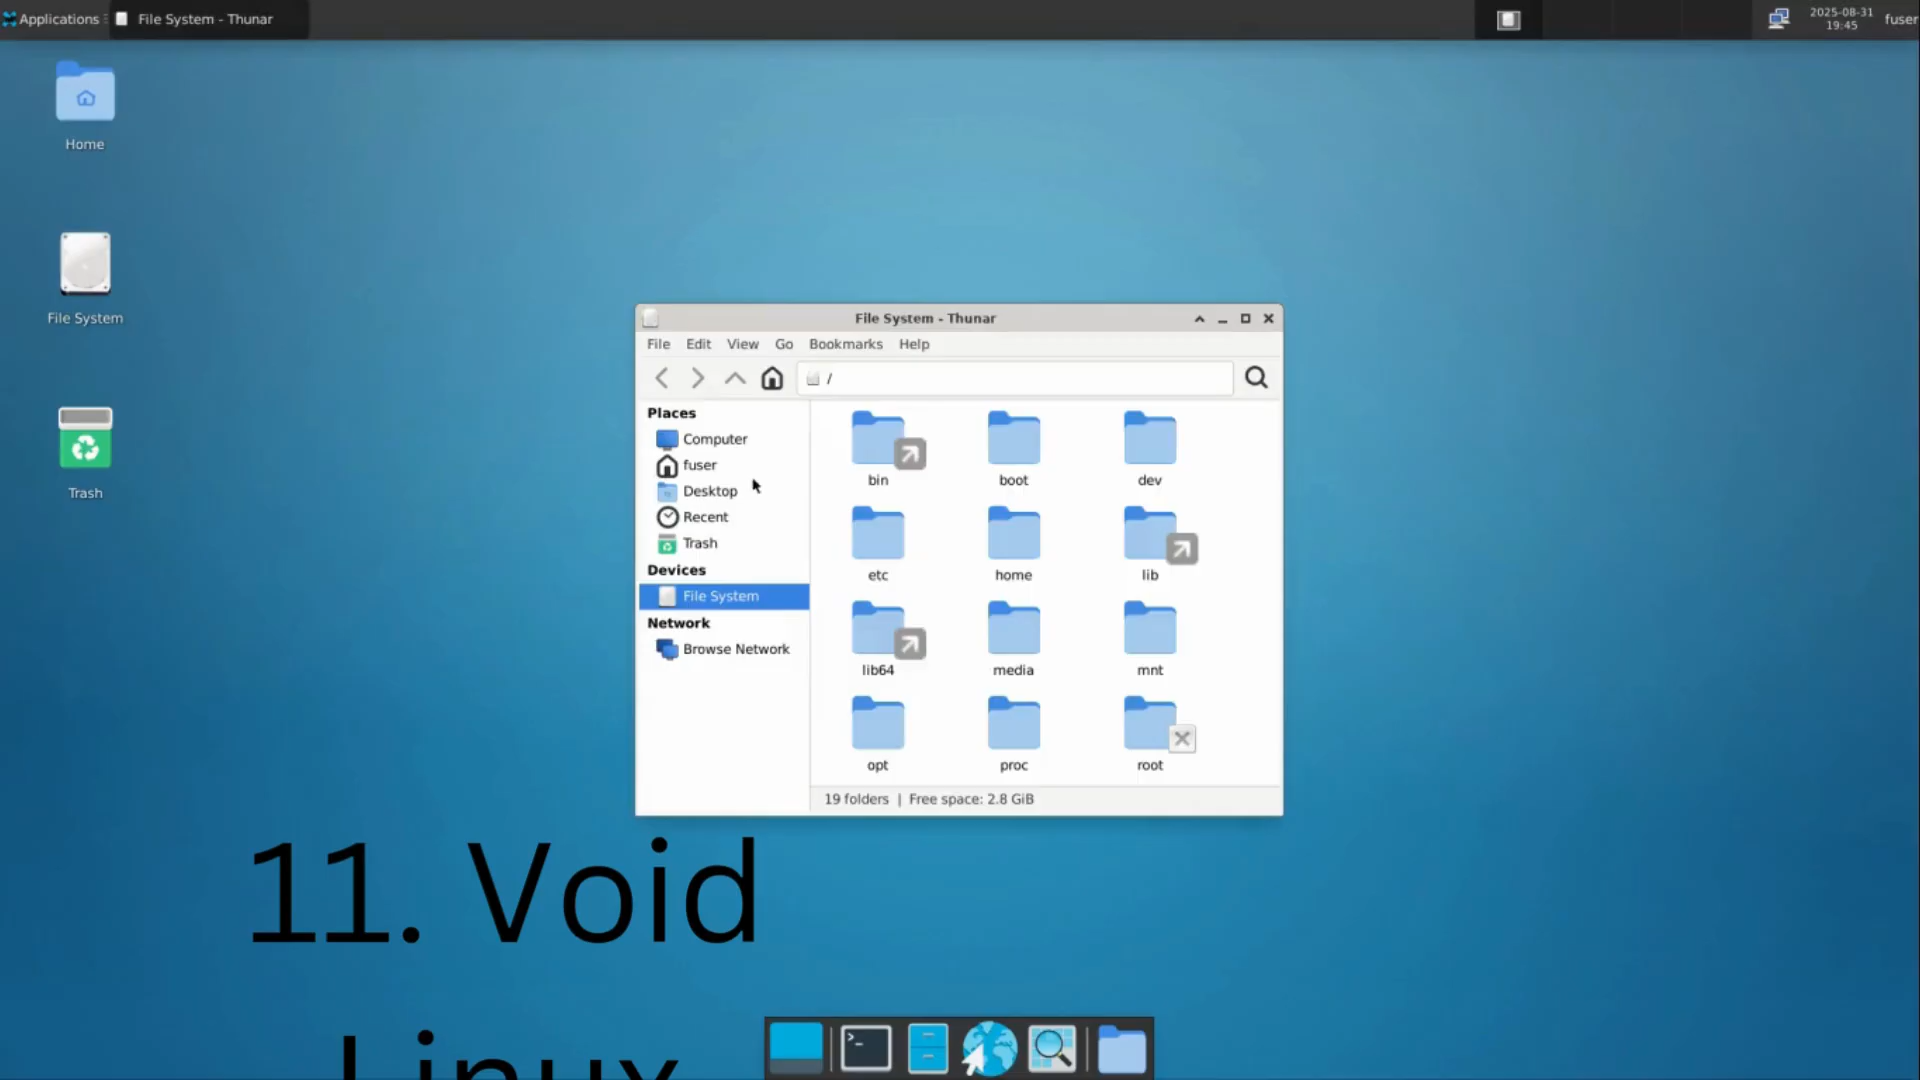 Applications
File System - Thunar
2025-08-31
19:45
fuser
Home
File System
Trash
File System - Thunar
File Edit View Go Bookmarks Help
/
Places
Computer
fuser
Desktop
Recent
Trash
Devices
File System
Network
Browse Network
bin boot dev
etc home lib
lib64 media mnt
opt proc root
19 folders | Free space: 2.8 GiB
11. Void
Linux